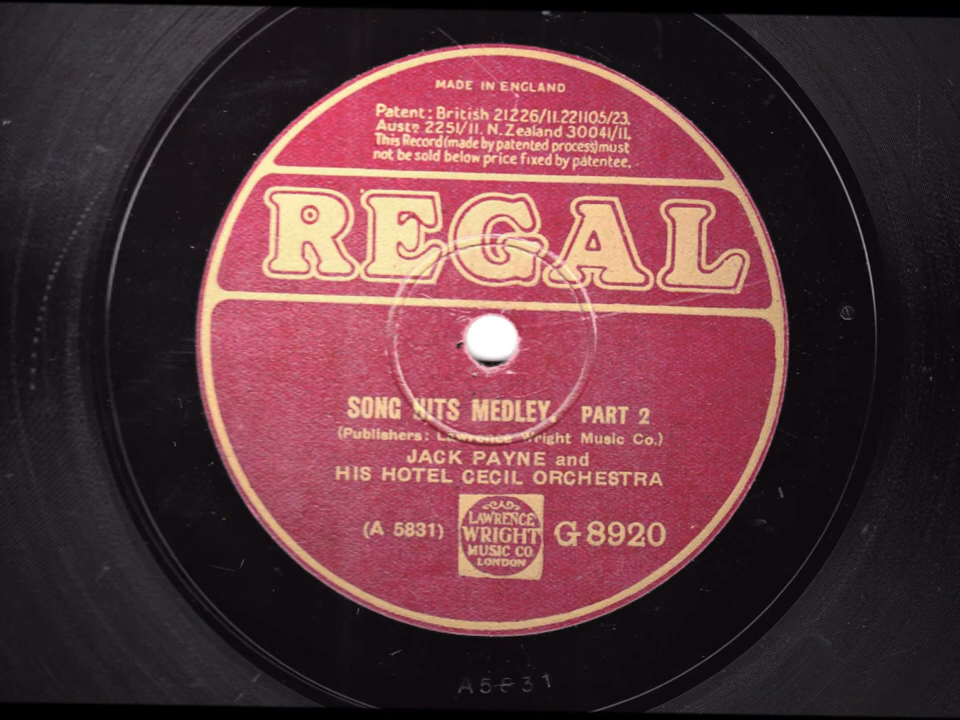 MADE IN ENGLAND
Patent: British 21226/11.221105/23.
Austn 2251/11. N. Zealand 30041/11.
This Record (made by patented process) must
not be sold below price fixed by patentee.
REGAL
SONG HITS MEDLEY. PART 2
(Publishers: Lawrence Wright Music Co.)
JACK PAYNE and
HIS HOTEL CECIL ORCHESTRA
(A 5831)
LAWRENCE
WRIGHT
MUSIC CO.
LONDON
G 8920
A5831